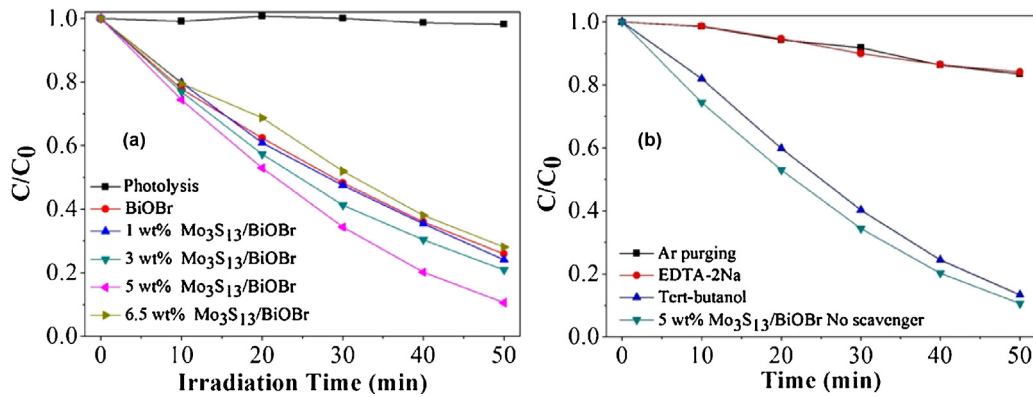 1.0
0.8
0.6
0.4
0.2
0.0
C/C0
(a)
Photolysis
BiOBr
1 wt% Mo3S13/BiOBr
3 wt% Mo3S13/BiOBr
5 wt% Mo3S13/BiOBr
6.5 wt% Mo3S13/BiOBr
0 10 20 30 40 50
Irradiation Time (min)
1.0
0.8
0.6
0.4
0.2
0.0
C/C0
(b)
Ar purging
EDTA-2Na
Tcrt-butanol
5 wt% Mo3S13/BiOBr No scavenger
0 10 20 30 40 50
Time (min)